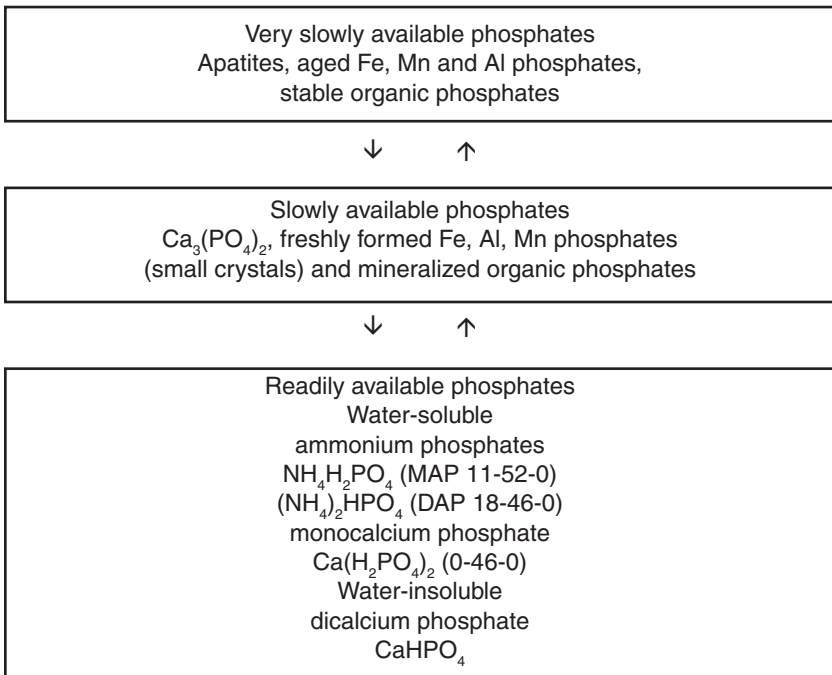 Very slowly available phosphates
Apatites, aged Fe, Mn and Al phosphates,
stable organic phosphates
↓ ↑
Slowly available phosphates
Ca₃(PO₄)₂, freshly formed Fe, Al, Mn phosphates
(small crystals) and mineralized organic phosphates
↓ ↑
Readily available phosphates
Water-soluble
ammonium phosphates
NH₄H₂PO₄ (MAP 11-52-0)
(NH₄)₂HPO₄ (DAP 18-46-0)
monocalcium phosphate
Ca(H₂PO₄)₂ (0-46-0)
Water-insoluble
dicalcium phosphate
CaHPO₄